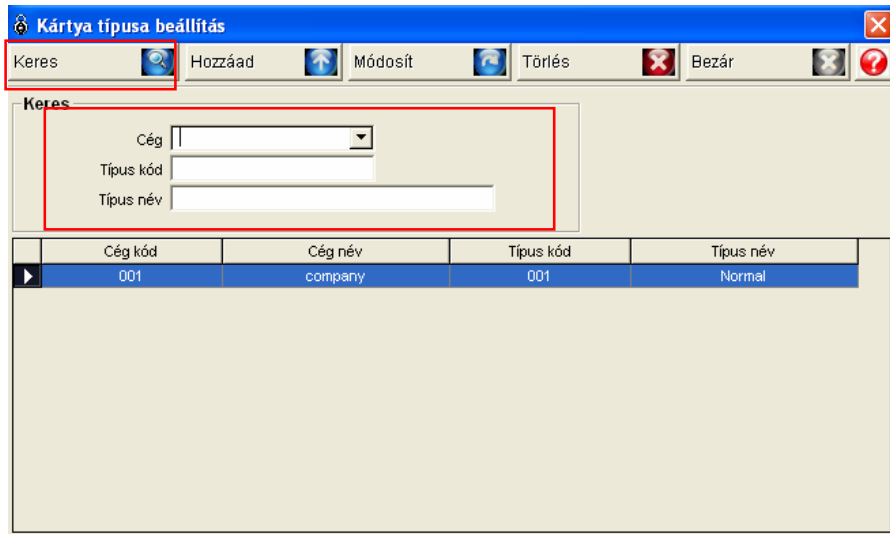 Kártya típusa beállítás
Keres Hozzáad Módosít Törlés Bezár ?
Keres
Cég
Típus kód
Típus név
Cég kód Cég név Típus kód Típus név
001 company 001 Normal